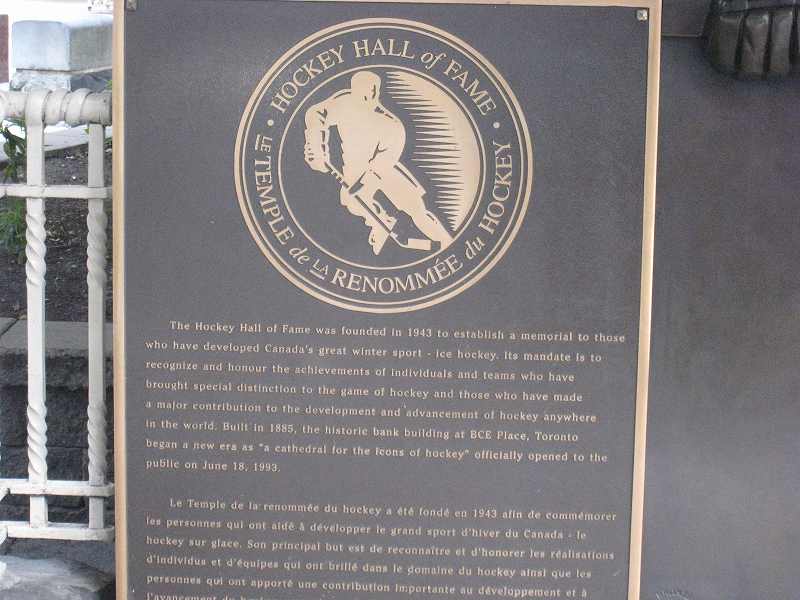 HOCKEY HALL of FAME
LE TEMPLE de LA RENOMMÉE du HOCKEY
The Hockey Hall of Fame was founded in 1943 to establish a memorial to those
who have developed Canada's great winter sport - ice hockey. Its mandate is to
recognize and honour the achievements of individuals and teams who have
brought special distinction to the game of hockey and those who have made
a major contribution to the development and advancement of hockey anywhere
in the world. Built in 1885, the historic bank building at BCE Place, Toronto
began a new era as "a cathedral for the icons of hockey" officially opened to the
public on June 18, 1993.
Le Temple de la renommée du hockey a été fondé en 1943 afin de commémorer
les personnes qui ont aidé à développer le grand sport d'hiver du Canada - le
hockey sur glace. Son principal but est de reconnaître et d'honorer les réalisations
d'individus et d'équipes qui ont brillé dans le domaine du hockey ainsi que les
personnes qui ont apporté une contribution importante au développement et à
l'avancement du